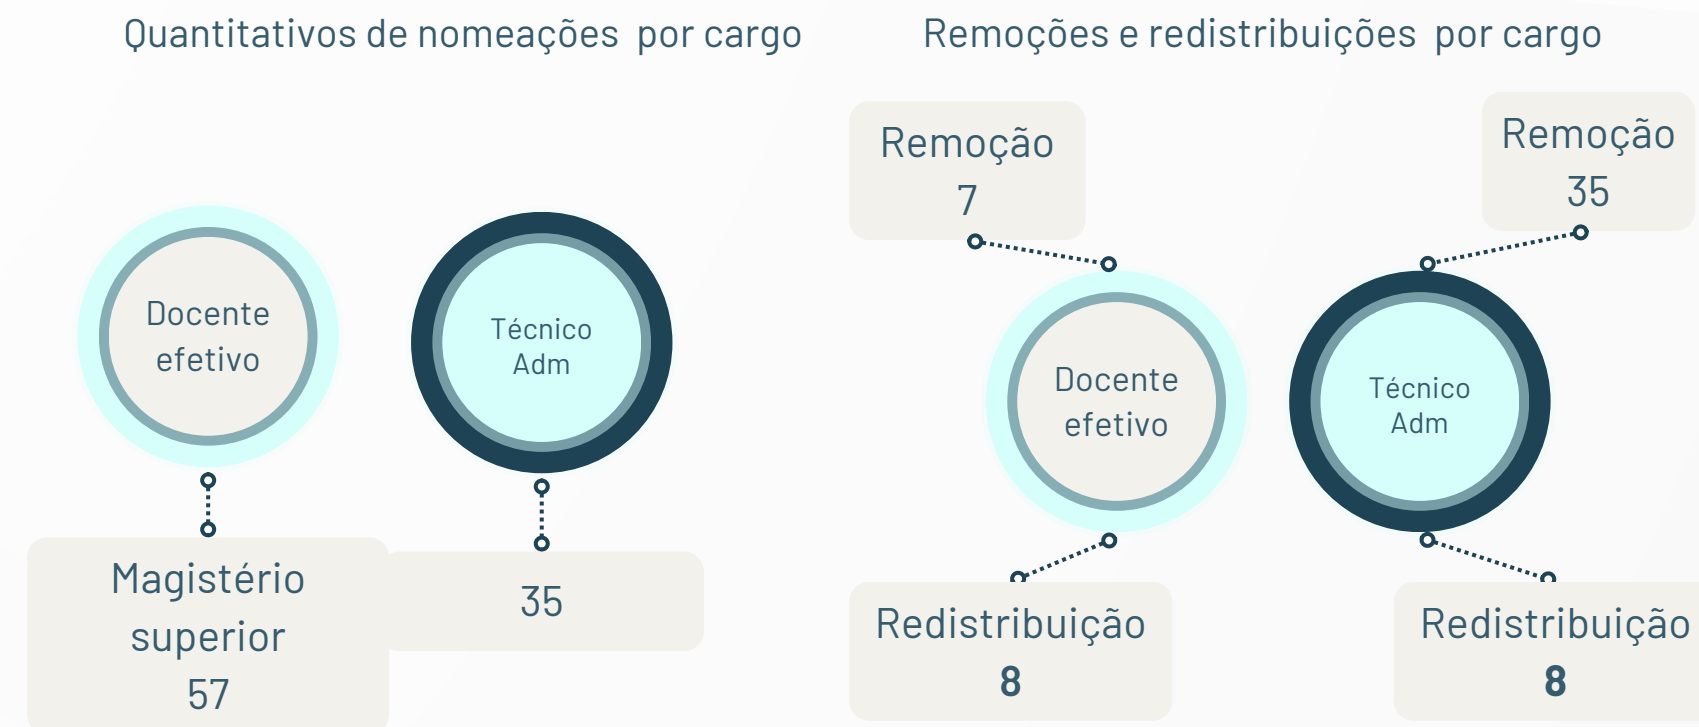 Quantitativos de nomeações  por cargo
Docente
efetivo
Técnico
Adm
Magistério
superior
57
35
Remoções e redistribuições  por cargo
Remoção
7
Remoção
35
Docente
efetivo
Técnico
Adm
Redistribuição
8
Redistribuição
8